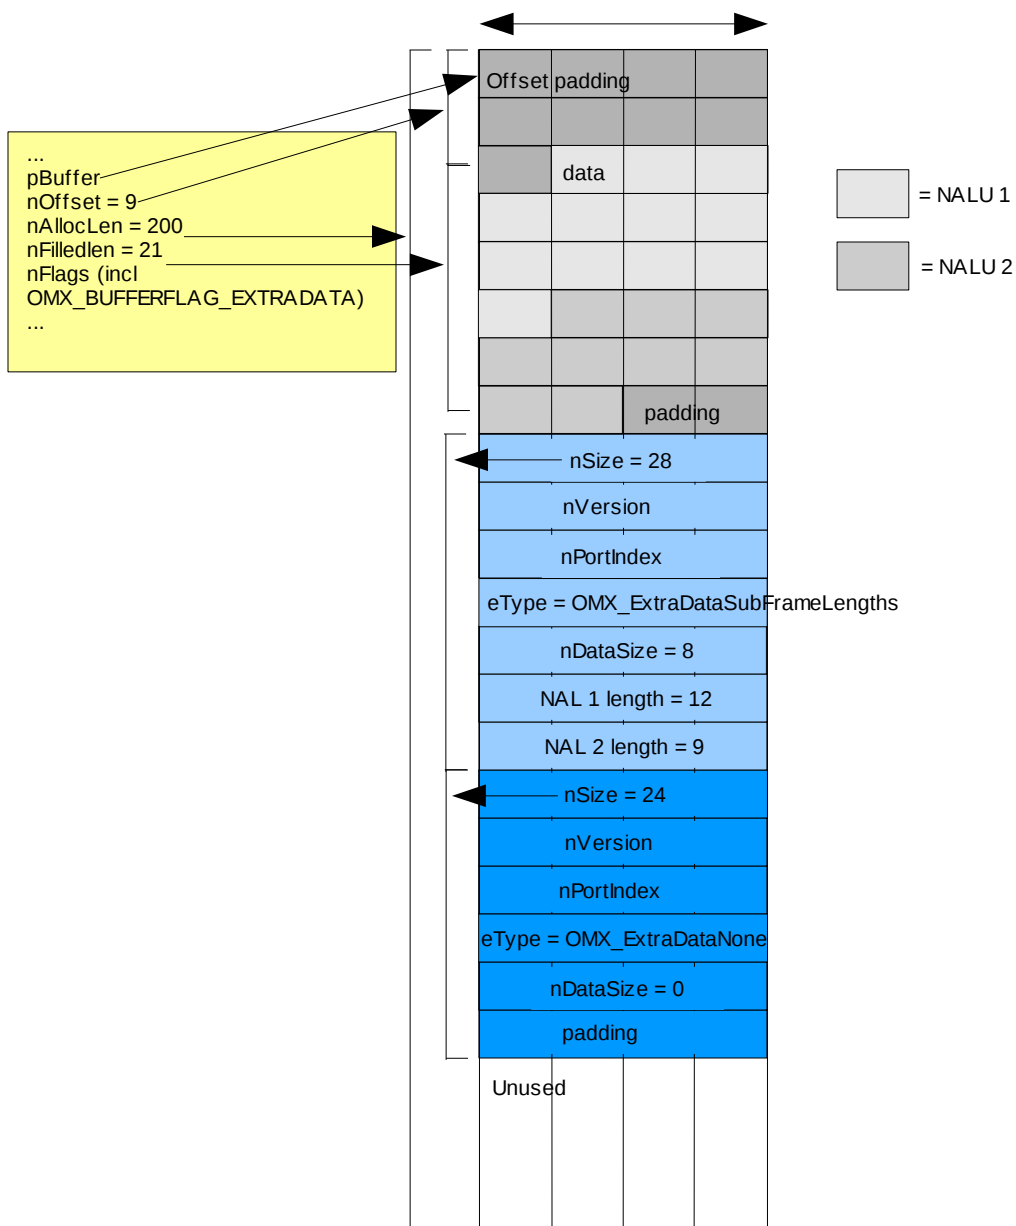 ...
pBuffer
nOffset = 9
nAllocLen = 200
nFilledlen = 21
nFlags (incl
OMX_BUFFERFLAG_EXTRADATA)
...
Offset padding
data
padding
nSize = 28
nVersion
nPortIndex
eType = OMX_ExtraDataSubFrameLengths
nDataSize = 8
NAL 1 length = 12
NAL 2 length = 9
nSize = 24
nVersion
nPortIndex
eType = OMX_ExtraDataNone
nDataSize = 0
padding
Unused
= NALU 1
= NALU 2